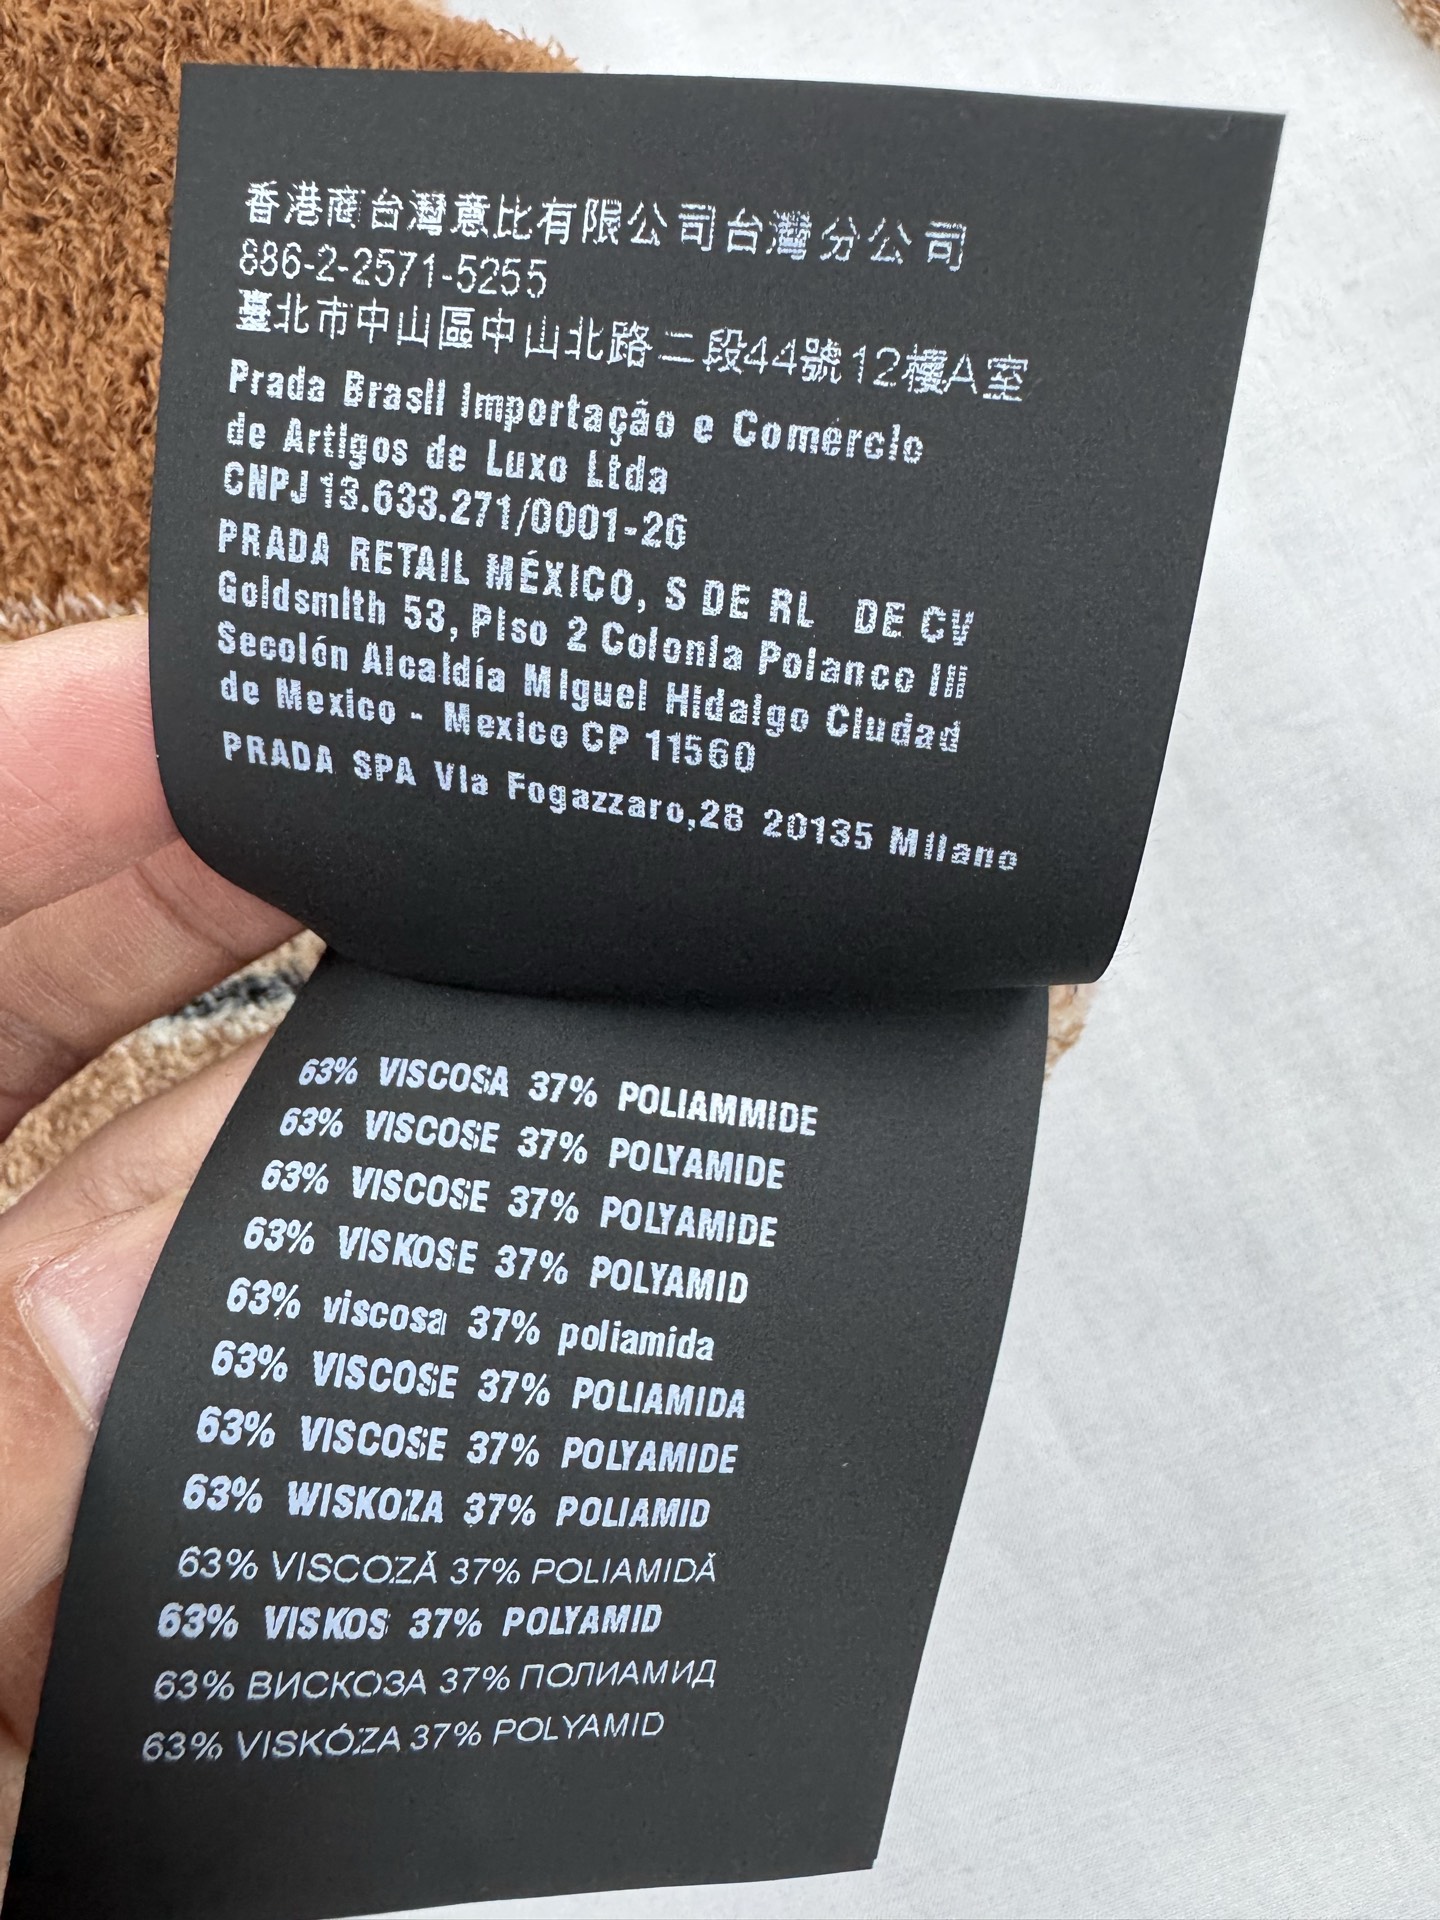 香港商台灣意比有限公司台灣分公司
886-2-2571-5255
臺北市中山區中山北路二段44號12樓A室
Prada Brasil Importação e Comércio
de Artigos de Luxo Ltda
CNPJ 13.633.271/0001-26
PRADA RETAIL MÉXICO, S DE RL DE CV
Goldsmith 53, Piso 2 Colonia Polanco III
Secolón Alcaldía Miguel Hidalgo Ciudad
de Mexico - Mexico CP 11560
PRADA SPA Via Fogazzaro,28 20135 Milano
63% VISCOSA 37% POLIAMMIDE
63% VISCOSE 37% POLYAMIDE
63% VISCOSE 37% POLYAMIDE
63% VISKOSE 37% POLYAMID
63% viscosa 37% poliamida
63% VISCOSE 37% POLIAMIDA
63% VISCOSE 37% POLYAMIDE
63% WISKOZA 37% POLIAMID
63% VISCOZĂ 37% POLIAMIDĂ
63% VISKOS 37% POLYAMID
63% ВИСКОЗА 37% ПОЛИАМИД
63% VISKÓZA 37% POLYAMID